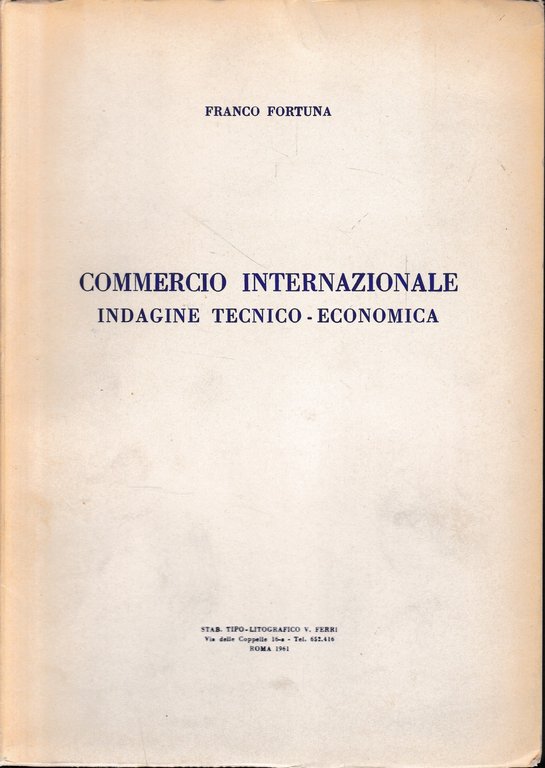 FRANCO FORTUNA
COMMERCIO INTERNAZIONALE
INDAGINE TECNICO - ECONOMICA
STAB. TIPO-LITOGRAFICO V. FERRI
Via delle Coppelle 16-a - Tel. 652.416
ROMA 1961